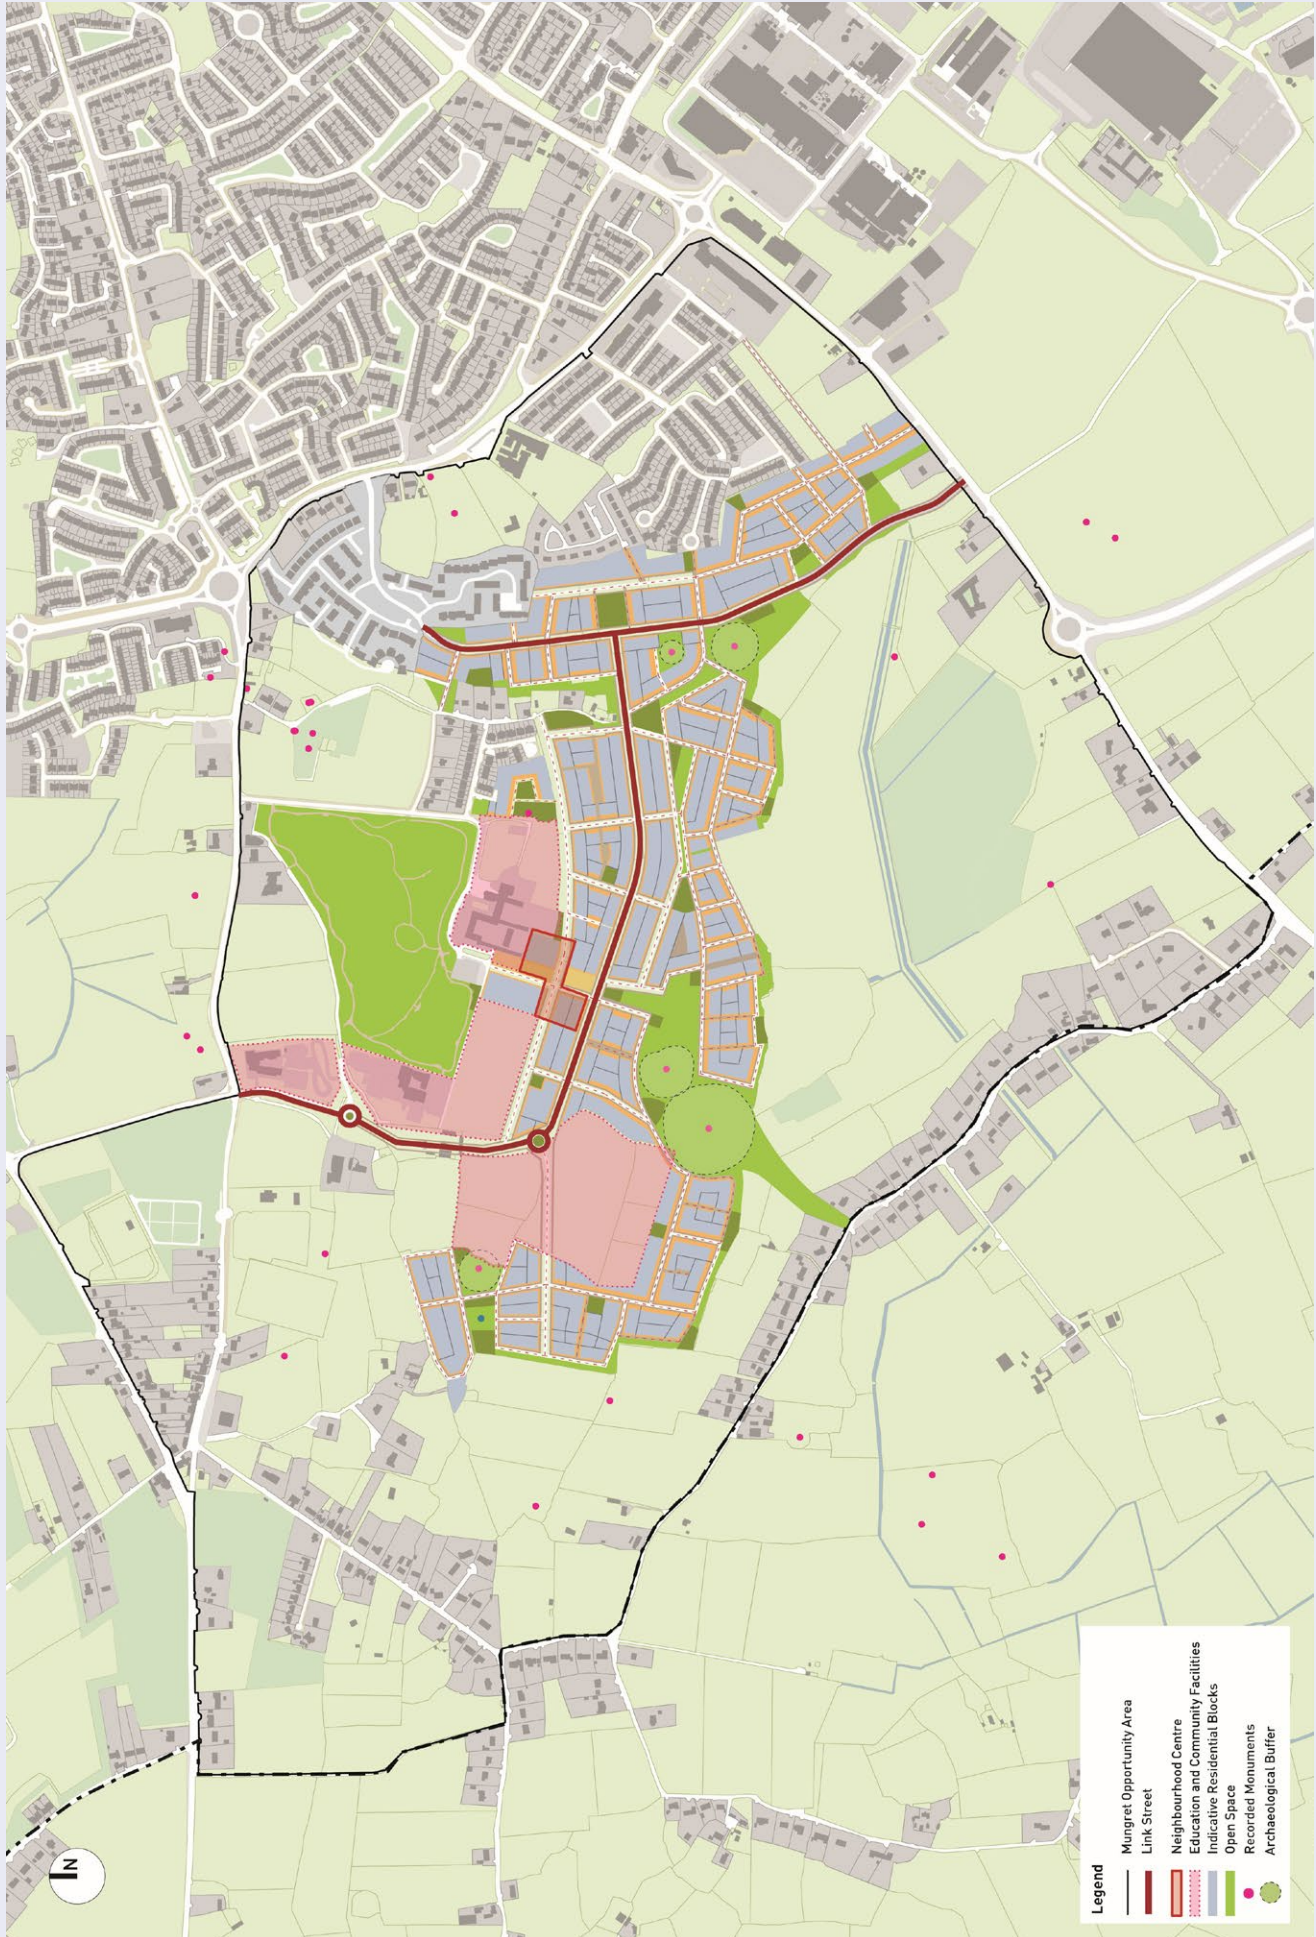 N
Legend
Mungret Opportunity Area
Link Street
Neighbourhood Centre
Education and Community Facilities
Indicative Residential Blocks
Open Space
Recorded Monuments
Archaeological Buffer